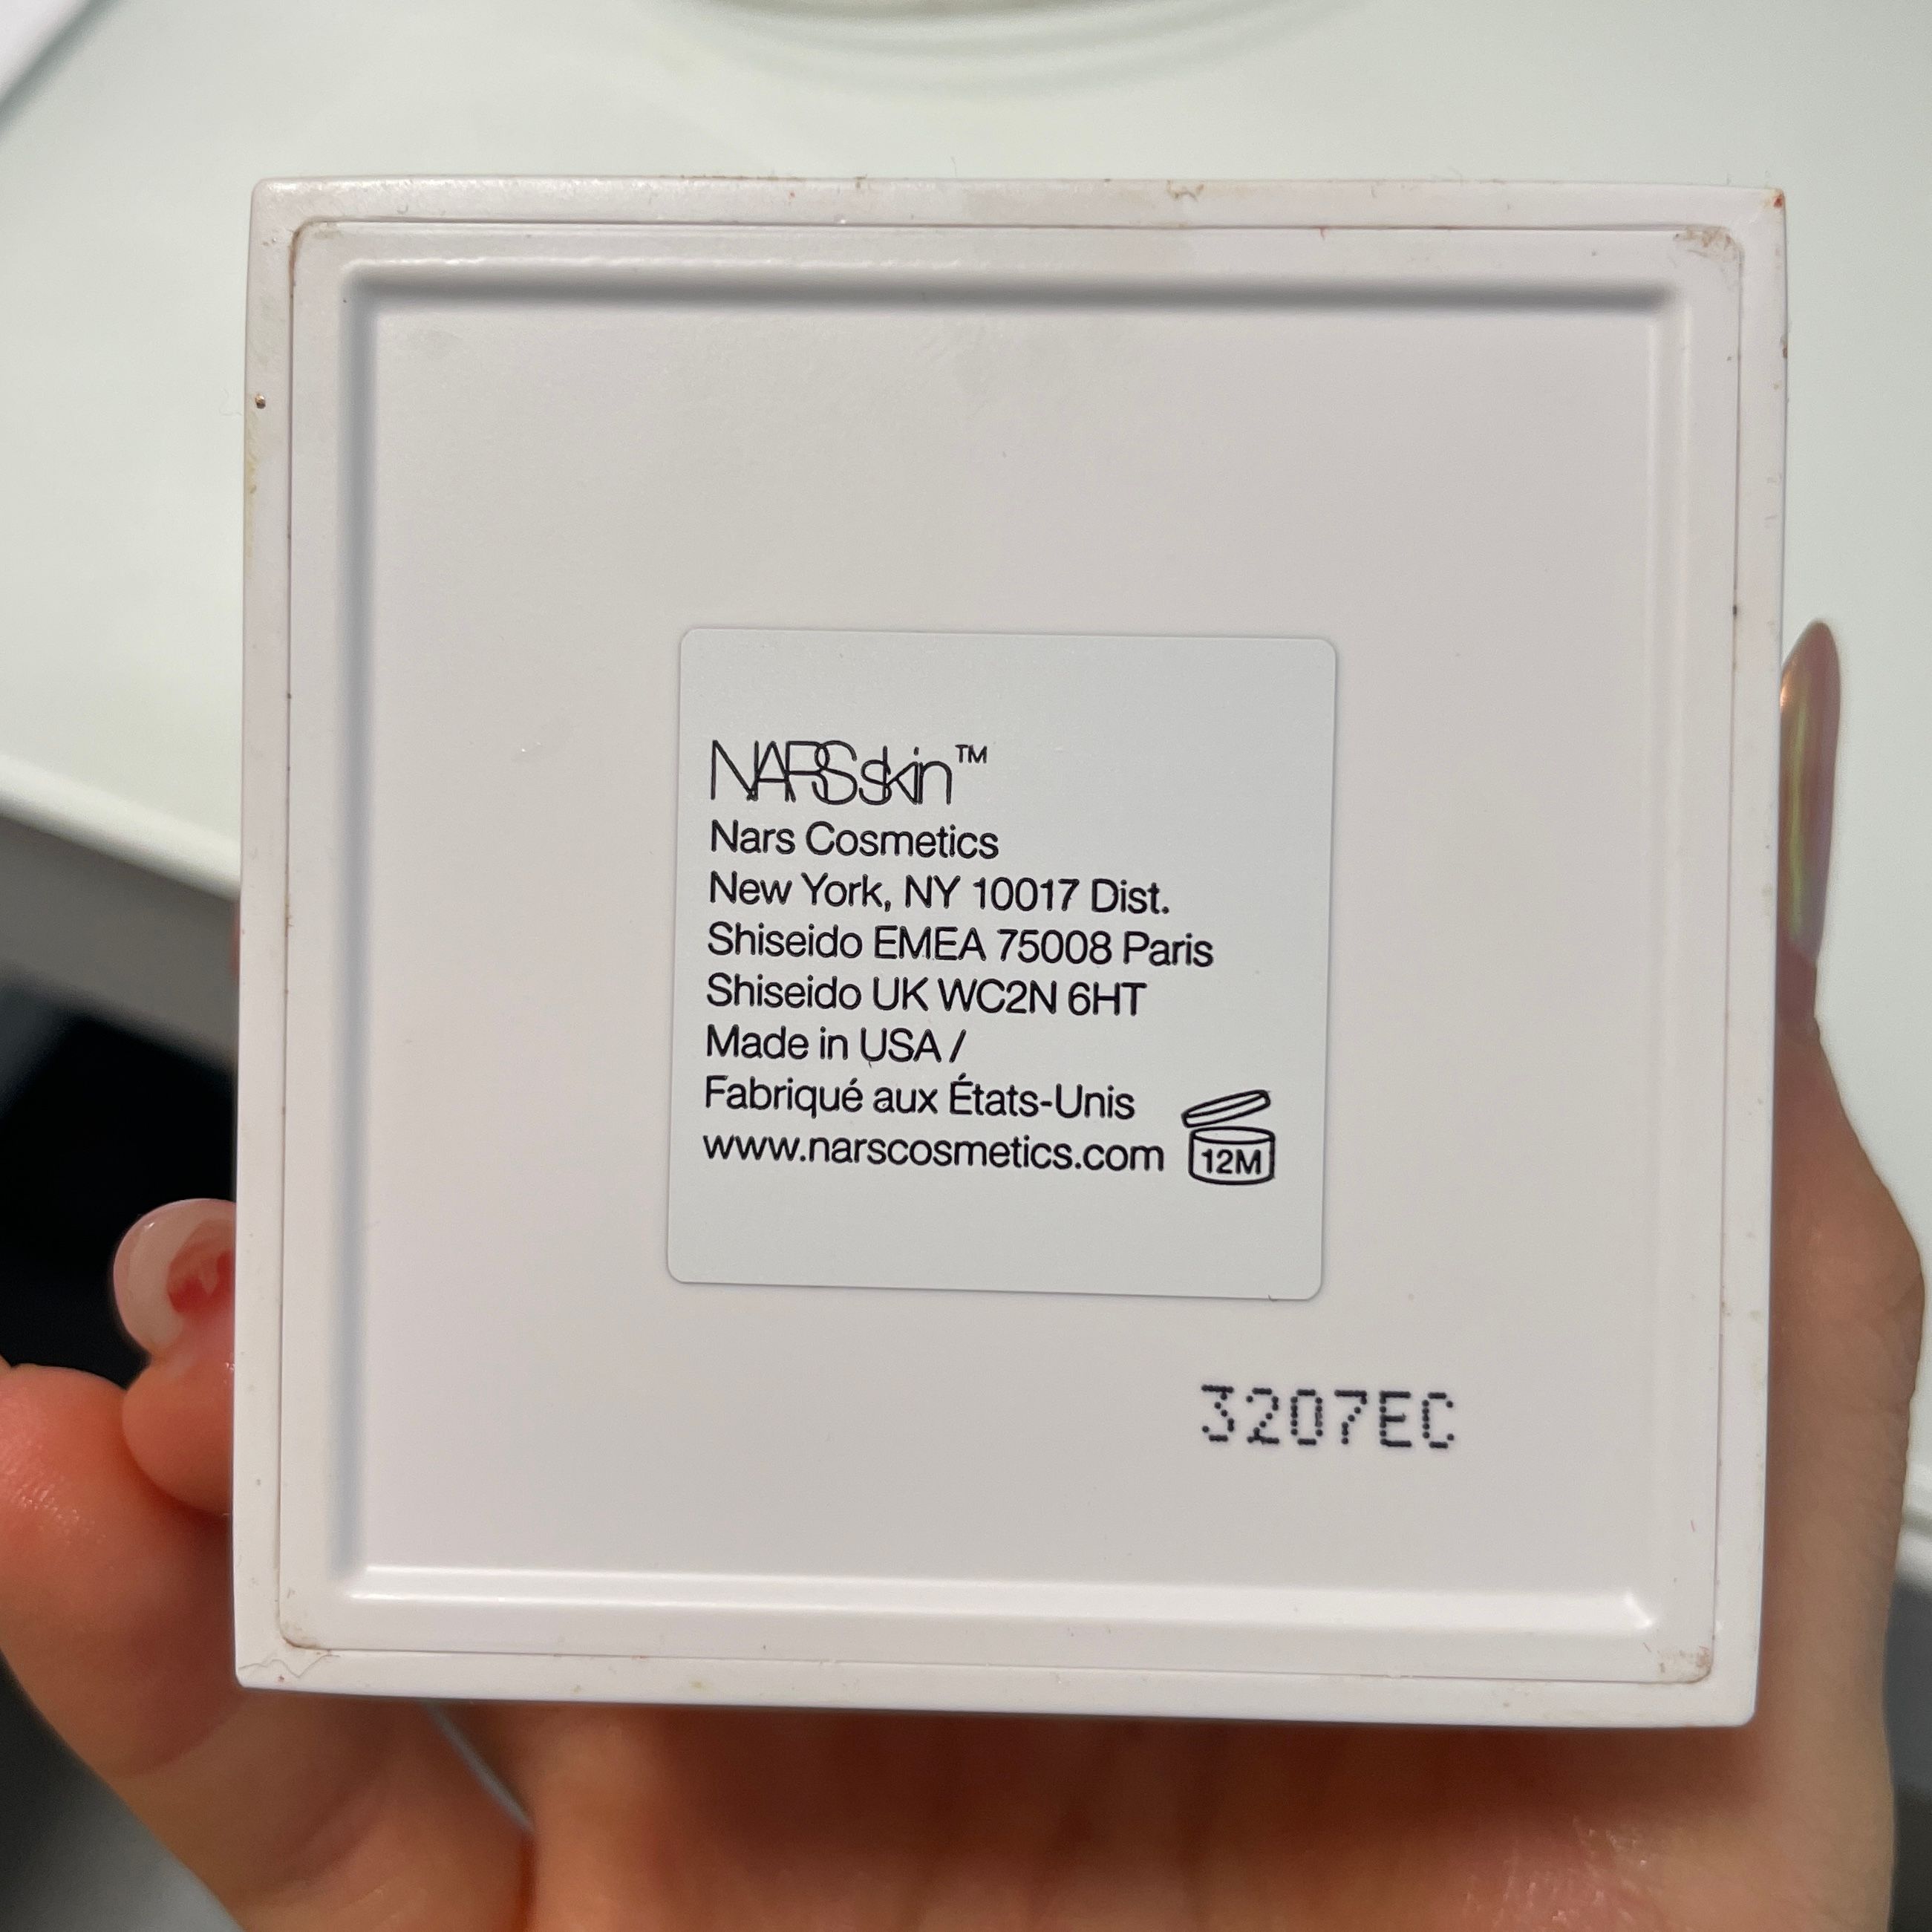 NARSskin™
Nars Cosmetics
New York, NY 10017 Dist.
Shiseido EMEA 75008 Paris
Shiseido UK WC2N 6HT
Made in USA /
Fabriqué aux États-Unis
www.narscosmetics.com
12M
3207EC